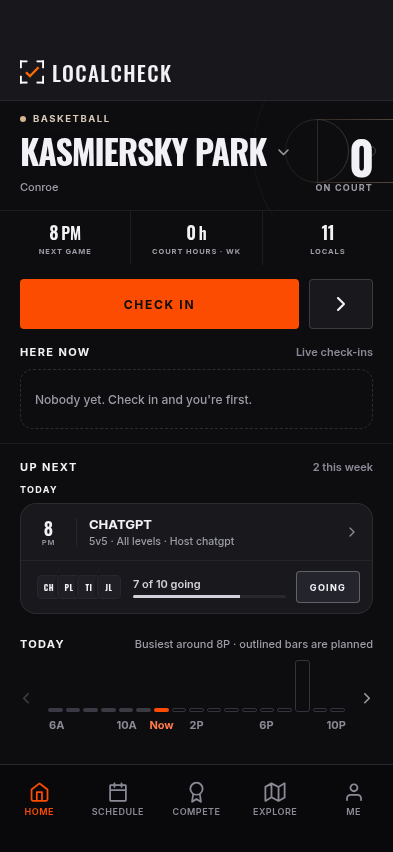 LOCALCHECK
BASKETBALL
KASMIERSKY PARK
0
Conroe
ON COURT
8 PM
0 h
11
NEXT GAME
COURT HOURS · WK
LOCALS
CHECK IN
HERE NOW
Live check-ins
Nobody yet. Check in and you're first.
UP NEXT
2 this week
TODAY
8
PM
CHATGPT
5v5 · All levels · Host chatgpt
CH PL TI JL
7 of 10 going
GOING
TODAY
Busiest around 8P · outlined bars are planned
6A 10A Now 2P 6P 10P
HOME SCHEDULE COMPETE EXPLORE ME